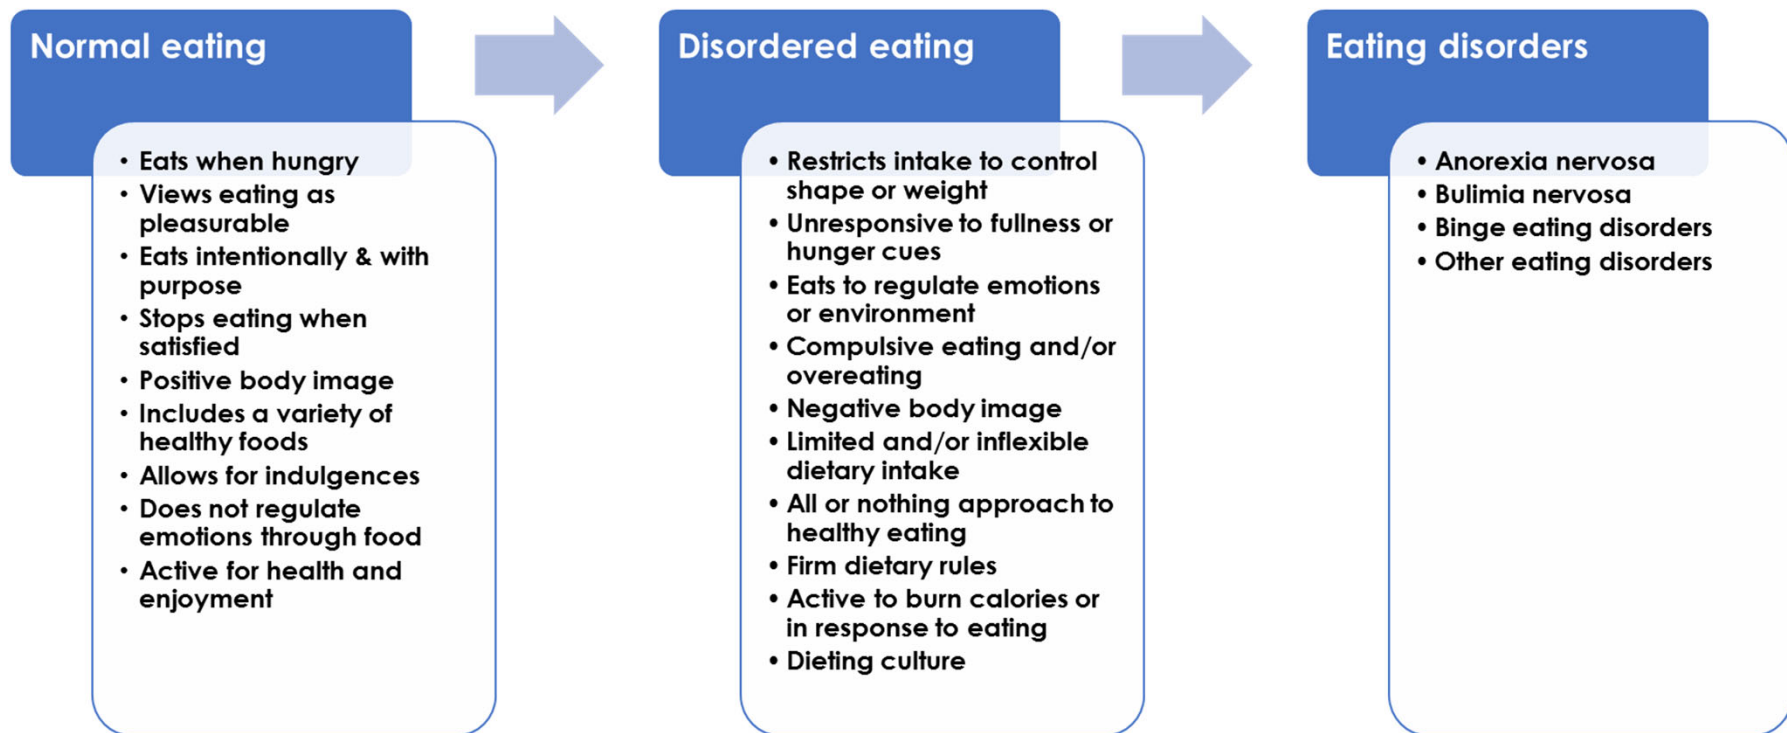 Normal eating
• Eats when hungry
• Views eating as
pleasurable
• Eats intentionally & with
purpose
• Stops eating when
satisfied
• Positive body image
• Includes a variety of
healthy foods
• Allows for indulgences
• Does not regulate
emotions through food
• Active for health and
enjoyment
Disordered eating
• Restricts intake to control
shape or weight
• Unresponsive to fullness or
hunger cues
• Eats to regulate emotions
or environment
• Compulsive eating and/or
overeating
• Negative body image
• Limited and/or inflexible
dietary intake
• All or nothing approach to
healthy eating
• Firm dietary rules
• Active to burn calories or
in response to eating
• Dieting culture
Eating disorders
• Anorexia nervosa
• Bulimia nervosa
• Binge eating disorders
• Other eating disorders